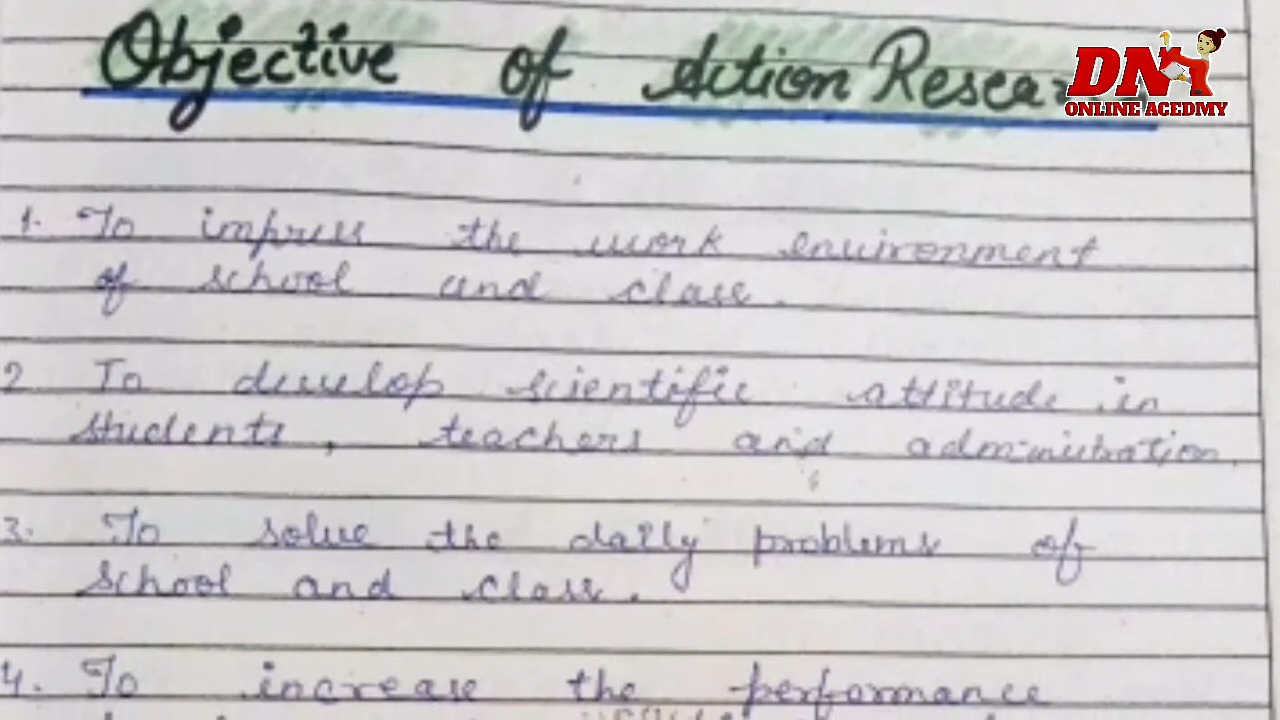 Objective of Action Resear
DNA
ONLINE ACEDMY
1. To impress the work environment
of school and class.
2 To develop scientific attitude in
students, teachers and administration.
3. To solve the daily problems of
school and class.
4. To increase the performance